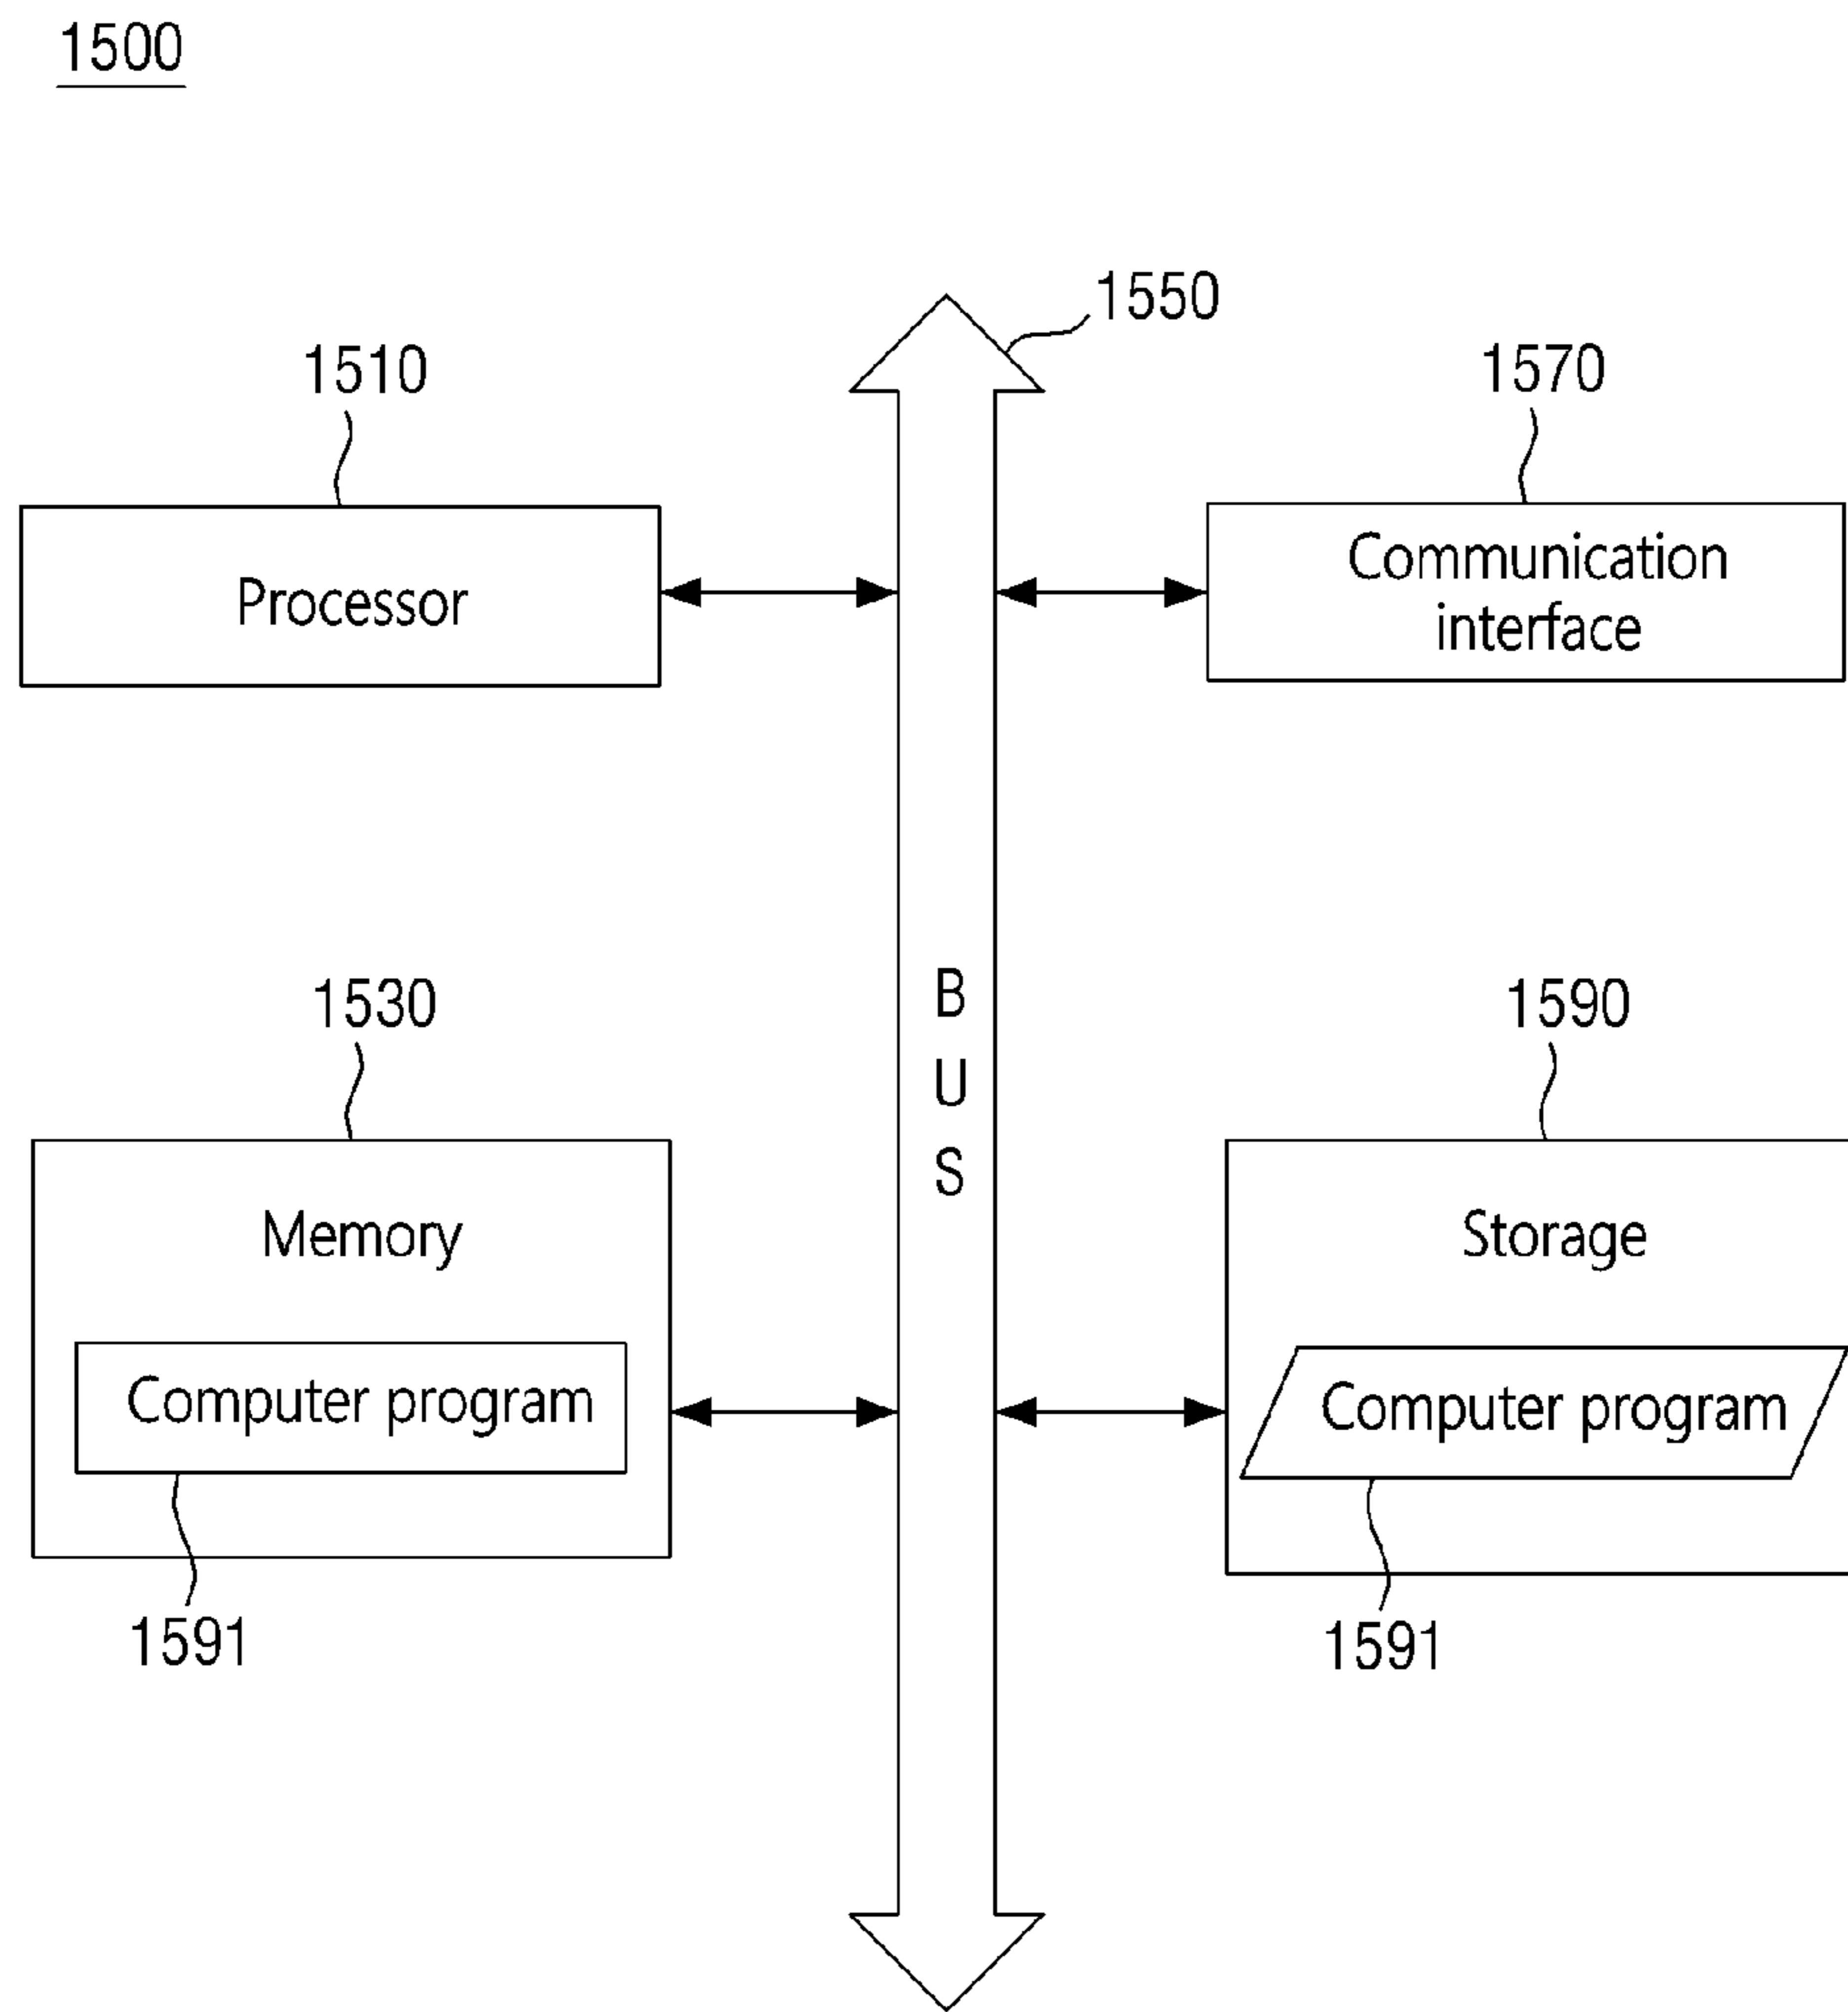 1500
1550
1510
1570
Processor
Communication
interface
1530
1590
B
U
S
Memory
Storage
Computer program
Computer program
1591
1591